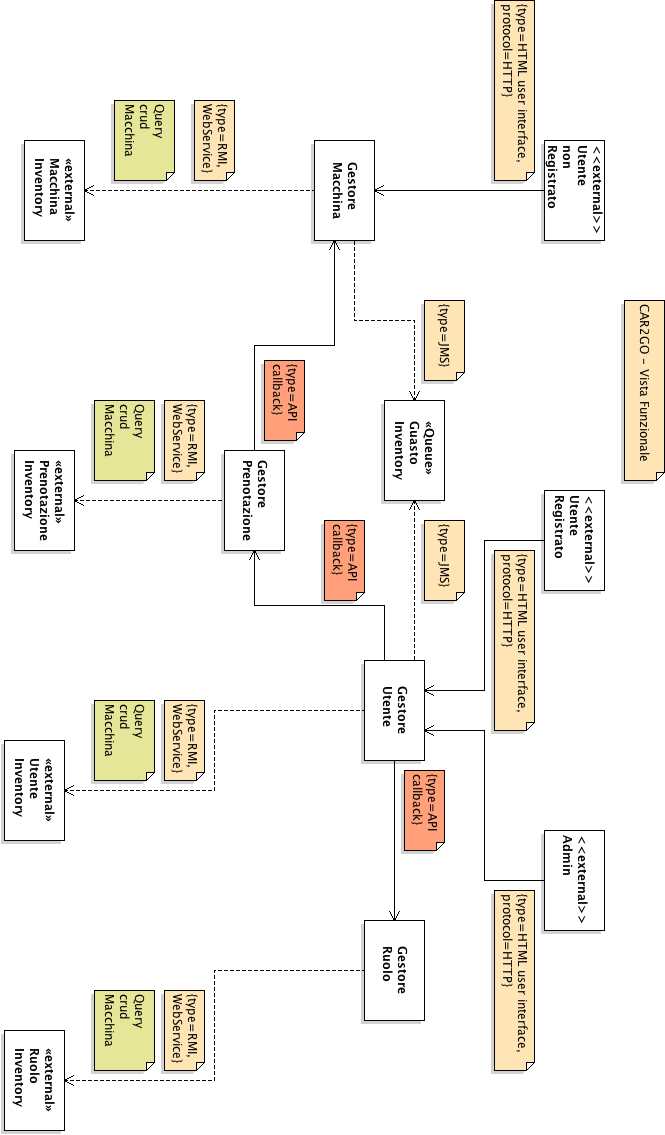 CAR2GO – Vista Funzionale
<<external>>
Utente
non
Registrato
{type=HTML user interface,
protocol=HTTP}
<<external>>
Utente
Registrato
{type=HTML user interface,
protocol=HTTP}
<<external>>
Admin
{type=HTML user interface,
protocol=HTTP}
{type=JMS}
«Queue»
Guasto
Inventory
{type=JMS}
Gestore
Macchina
{type=API
callback}
Gestore
Prenotazione
{type=API
callback}
Gestore
Utente
{type=API
callback}
Gestore
Ruolo
{type=RMI,
WebService}
Query
crud
Macchina
{type=RMI,
WebService}
Query
crud
Macchina
{type=RMI,
WebService}
Query
crud
Macchina
{type=RMI,
WebService}
Query
crud
Macchina
«external»
Macchina
Inventory
«external»
Prenotazione
Inventory
«external»
Utente
Inventory
«external»
Ruolo
Inventory